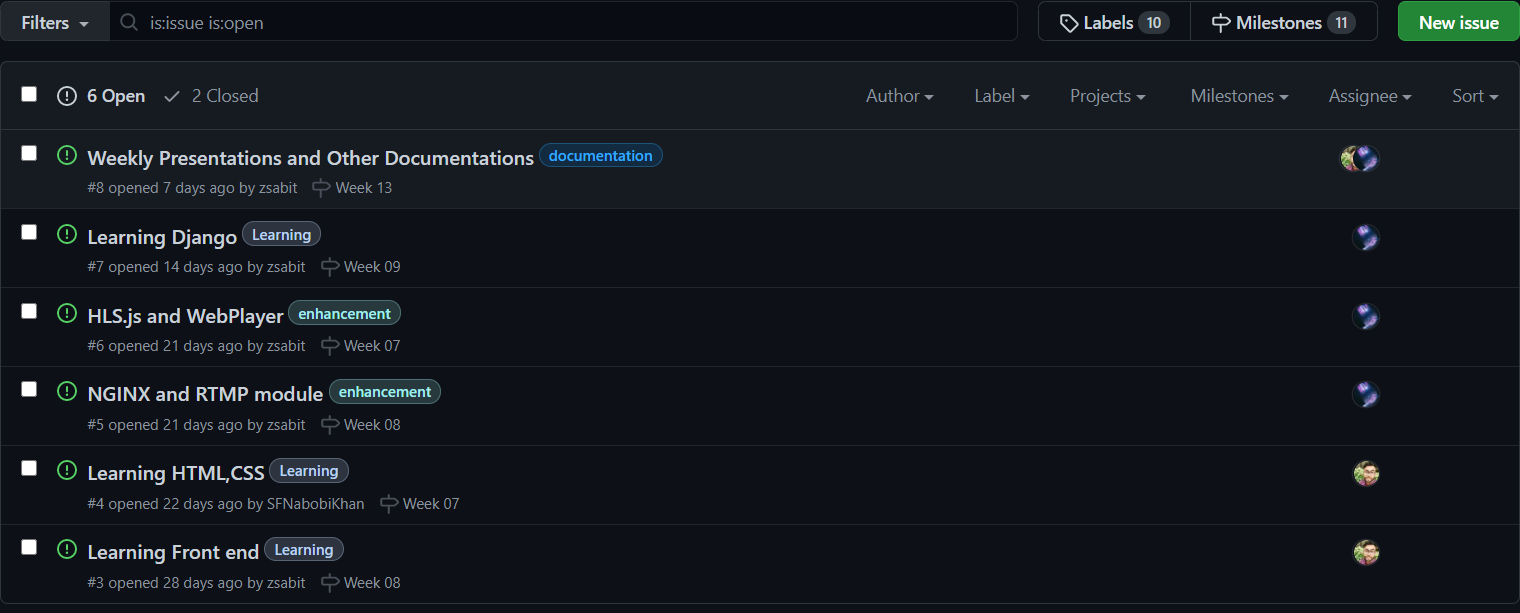 Filters is:issue is:open Labels 10 Milestones 11 New issue
6 Open 2 Closed Author Label Projects Milestones Assignee Sort
Weekly Presentations and Other Documentations documentation
#8 opened 7 days ago by zsabit Week 13
Learning Django Learning
#7 opened 14 days ago by zsabit Week 09
HLS.js and WebPlayer enhancement
#6 opened 21 days ago by zsabit Week 07
NGINX and RTMP module enhancement
#5 opened 21 days ago by zsabit Week 08
Learning HTML,CSS Learning
#4 opened 22 days ago by SFNabobiKhan Week 07
Learning Front end Learning
#3 opened 28 days ago by zsabit Week 08